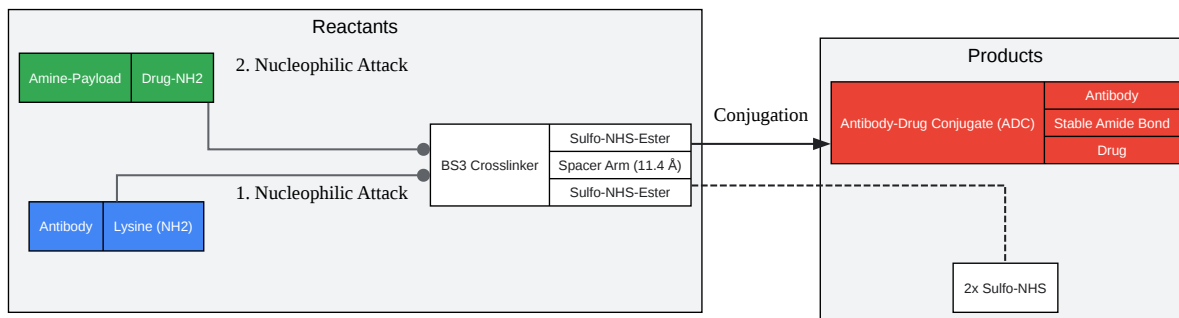 Reactants
Amine-Payload
Drug-NH2
2. Nucleophilic Attack
BS3 Crosslinker
Sulfo-NHS-Ester
Spacer Arm (11.4 Å)
Sulfo-NHS-Ester
1. Nucleophilic Attack
Antibody
Lysine (NH2)
Conjugation
Products
Antibody-Drug Conjugate (ADC)
Antibody
Stable Amide Bond
Drug
2x Sulfo-NHS